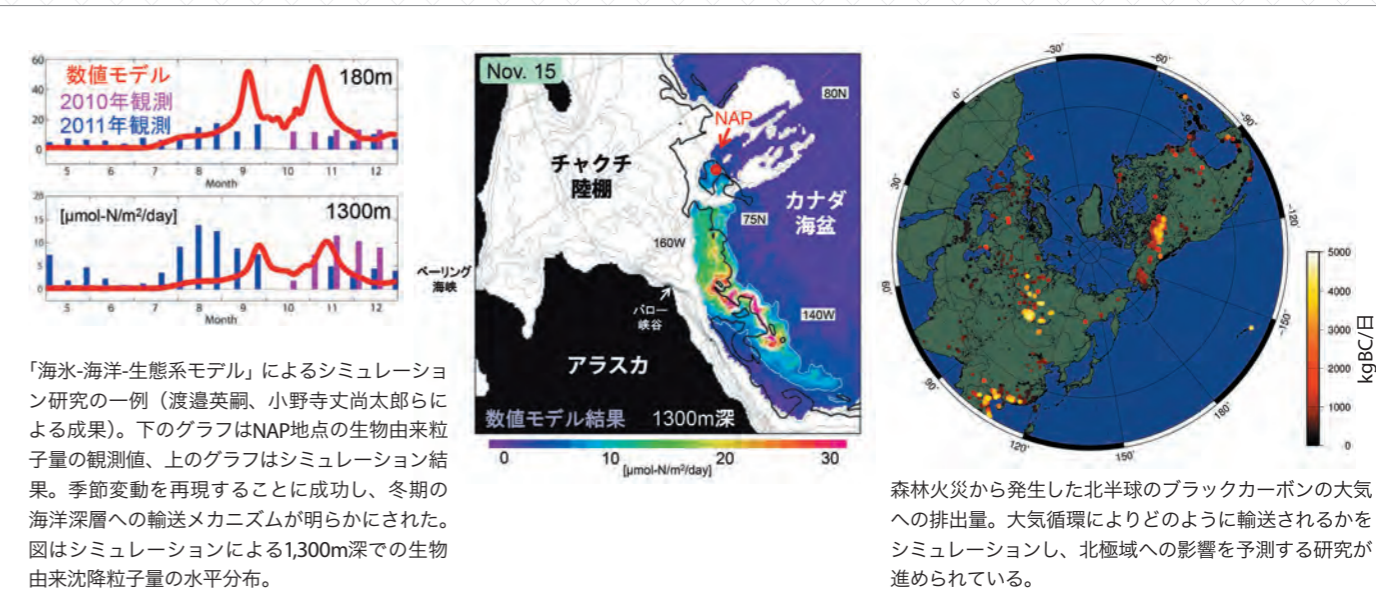 60
40
20
0
数値モデル
2010年観測
2011年観測
180m
5 6 7 8 9 10 11 12
Month
20
15
10
5
0
[µmol-N/m²/day]
1300m
5 6 7 8 9 10 11 12
Month
「海氷-海洋-生態系モデル」によるシミュレーショ
ン研究の一例（渡邉英嗣、小野寺丈尚太郎らに
よる成果）。下のグラフはNAP地点の生物由来粒
子量の観測値、上のグラフはシミュレーション結
果。季節変動を再現することに成功し、冬期の
海洋深層への輸送メカニズムが明らかにされた。
図はシミュレーションによる1,300m深での生物
由来沈降粒子量の水平分布。
Nov. 15
80N
NAP
チャクチ
陸棚
カナダ
海盆
75N
160W
ベーリング
海峡
バロー
峡谷
140W
アラスカ
数値モデル結果 1300m深
0 10 20 30
[µmol-N/m²/day]
-30°
-60°
0°
-90°
30°
-120°
60°
-150°
90°
180°
120°
150°
5000
4000
3000
2000
1000
0
kgBC/日
森林火災から発生した北半球のブラックカーボンの大気
への排出量。大気循環によりどのように輸送されるかを
シミュレーションし、北極域への影響を予測する研究が
進められている。